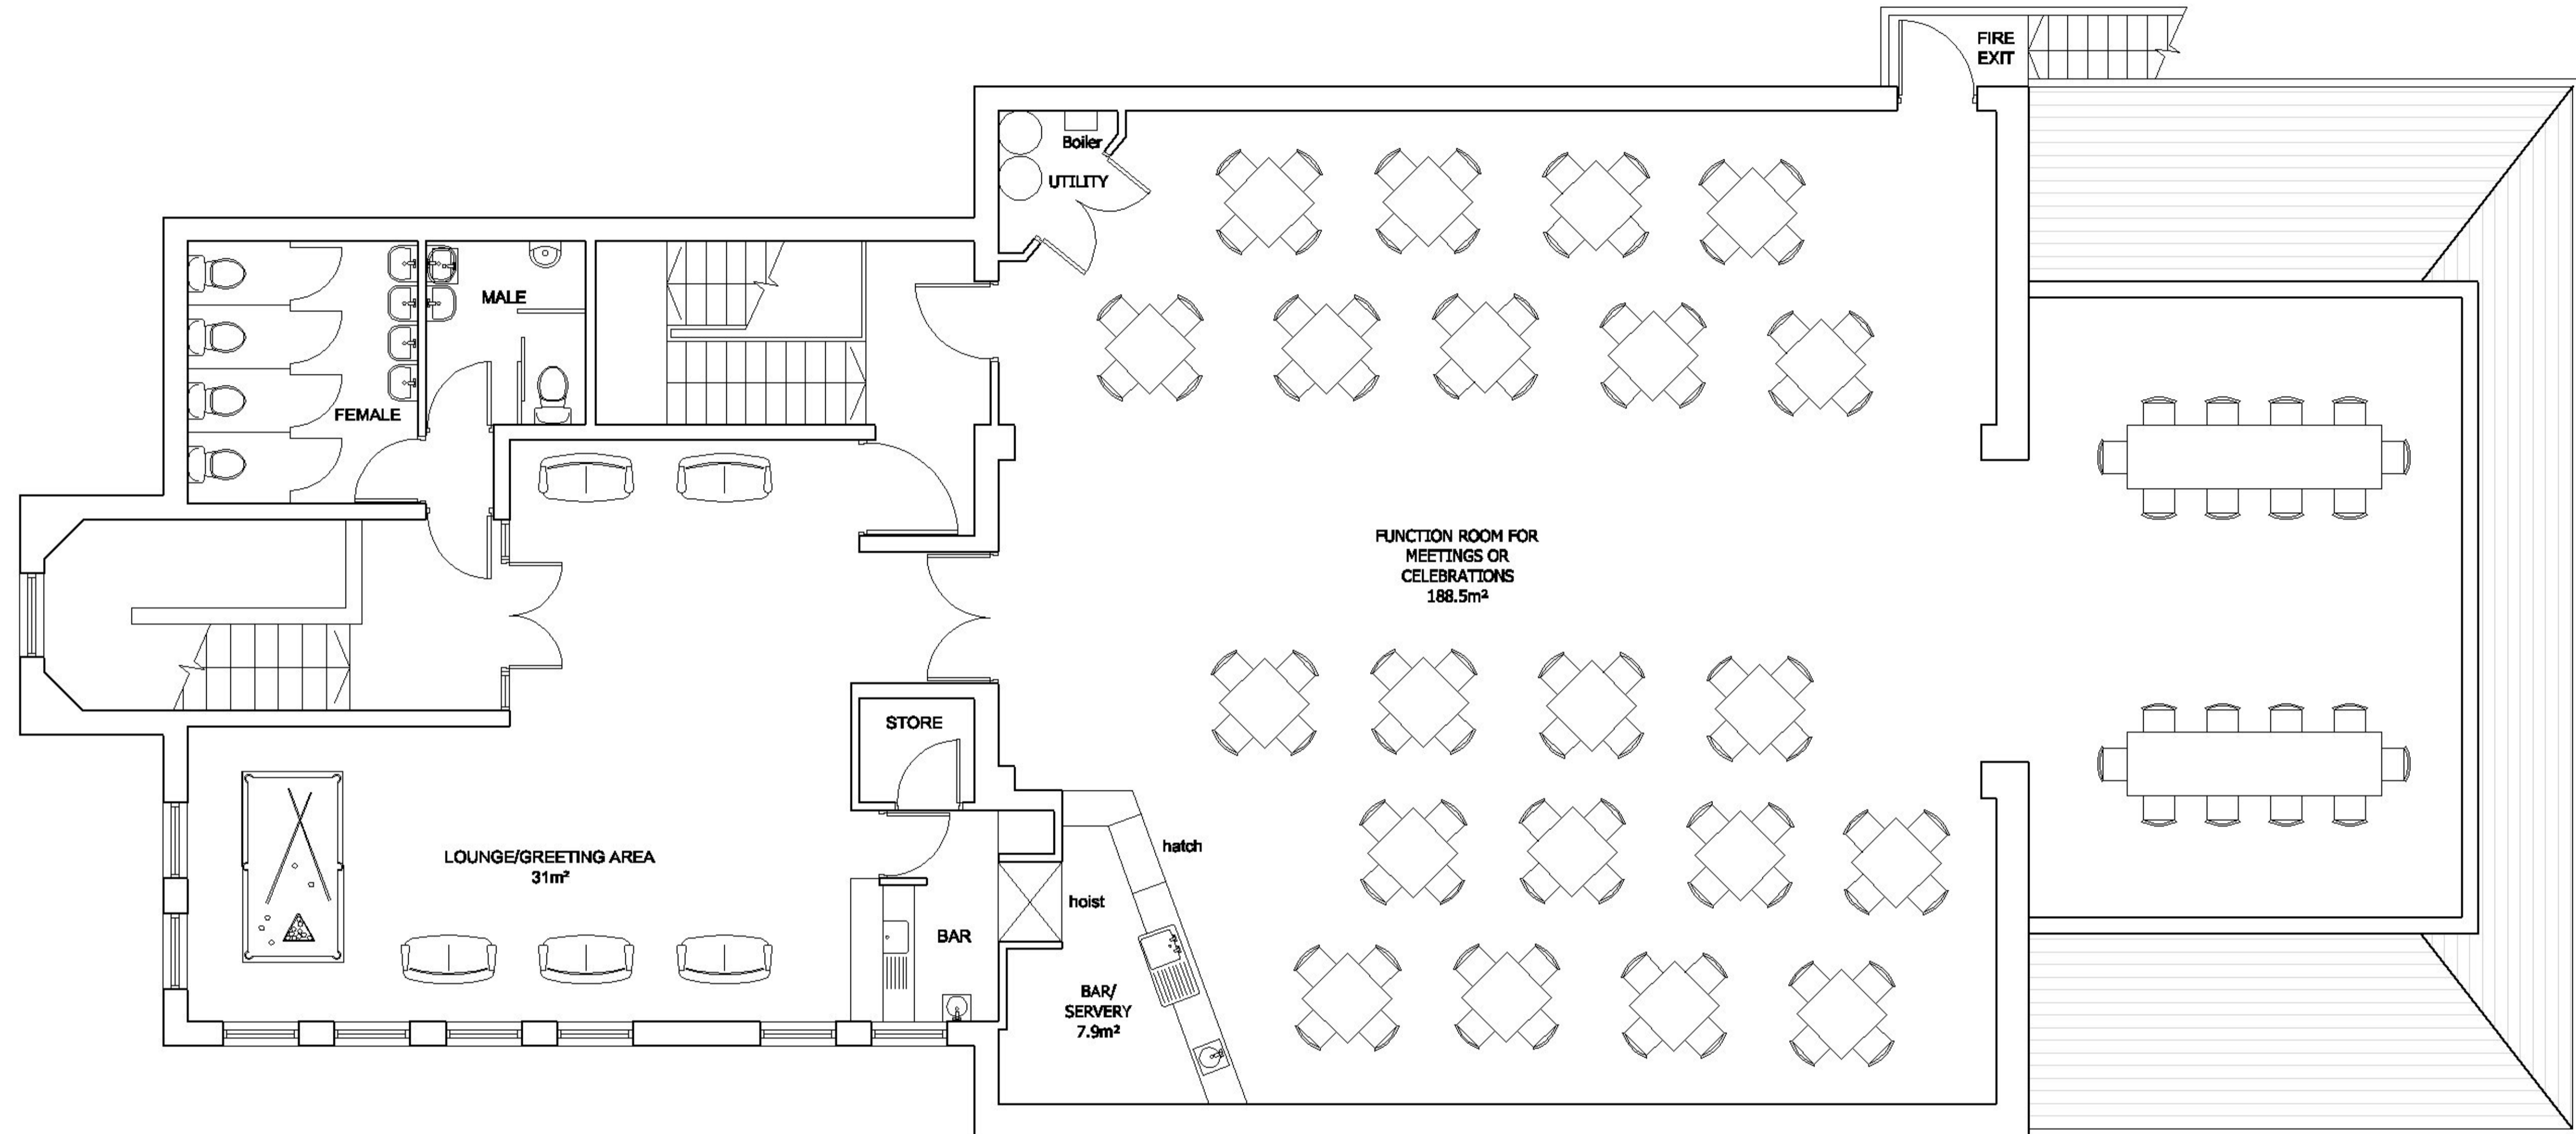 FIRE
EXIT
Boiler
UTILITY
MALE
FEMALE
FUNCTION ROOM FOR
MEETINGS OR
CELEBRATIONS
188.5m²
STORE
hatch
LOUNGE/GREETING AREA
31m²
hoist
BAR
BAR/
SERVERY
7.9m²